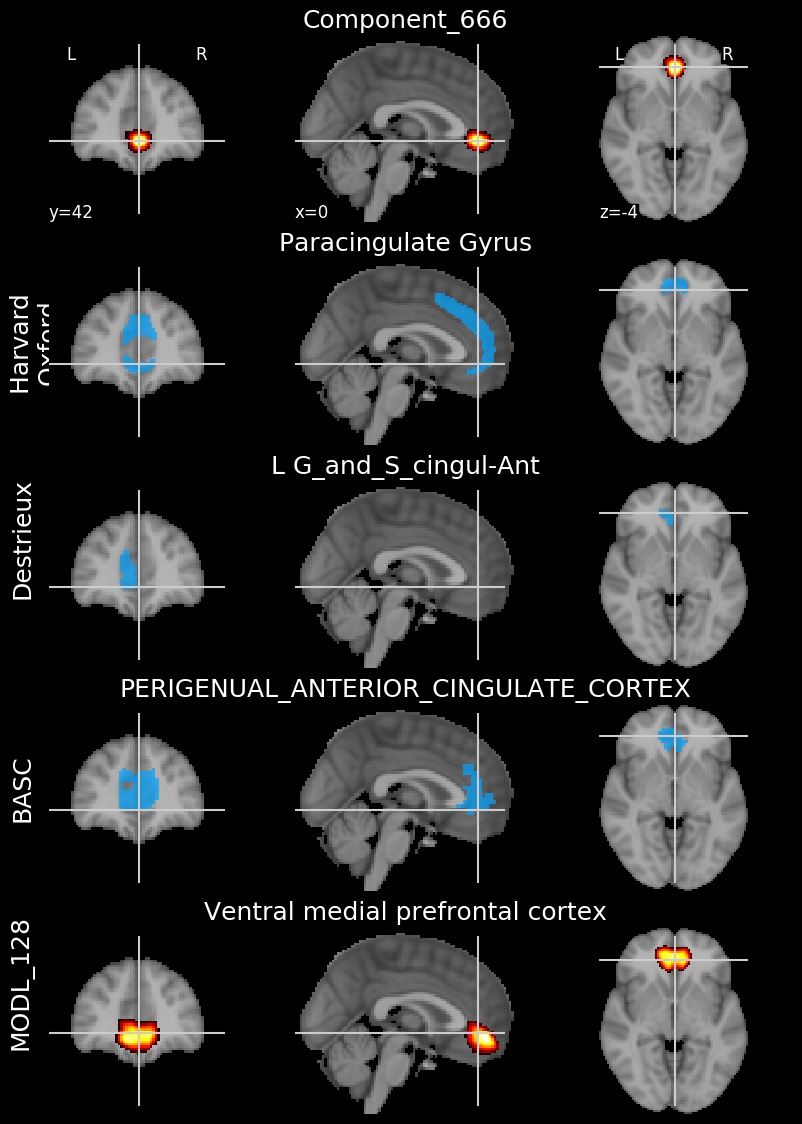 Component_666
L R
L R
y=42 x=0 z=-4
Paracingulate Gyrus
Harvard
L G_and_S_cingul-Ant
Destrieux
PERIGENUAL_ANTERIOR_CINGULATE_CORTEX
BASC
Ventral medial prefrontal cortex
MODL_128